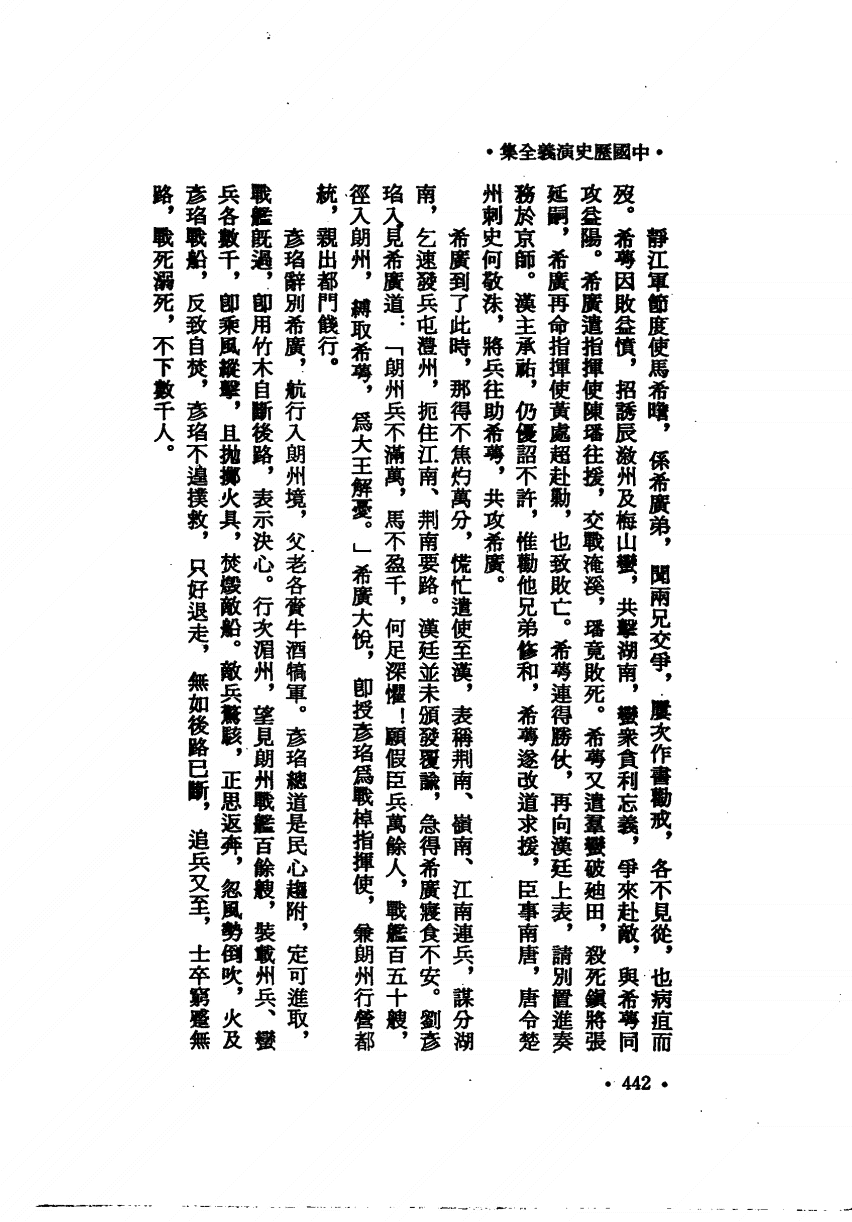 •集全義演史歷國中•
靜江軍節度使馬希瞻，係希廣弟，聞兩兄交爭，屢次作書勸戒，各不見從，也病疽而
歿。希萼因敗益憤，招誘辰溆州及梅山蠻，共擊湖南，蠻衆貪利忘義，爭來赴敵，與希萼同
攻益陽。希廣遣指揮使陳璠往援，交戰淹溪，璠竟敗死。希萼又遣羣蠻破廸田，殺死鎭將張
延嗣，希廣再命指揮使黃處超赴勦，也致敗亡。希萼連得勝仗，再向漢廷上表，請別置進奏
務於京師。漢主承祐，仍優詔不許，惟勸他兄弟修和，希萼遂改道求援，臣事南唐，唐令楚
州刺史何敬洙，將兵往助希萼，共攻希廣。
希廣到了此時，那得不焦灼萬分，慌忙遣使至漢，表稱荆南、嶺南、江南連兵，謀分湖
南，乞速發兵屯澧州，扼住江南、荆南要路。漢廷並未頒發覆諭，急得希廣寢食不安。劉彥
瑫入見希廣道：「朗州兵不滿萬，馬不盈千，何足深懼！願假臣兵萬餘人，戰艦百五十艘，
徑入朗州，縛取希萼，爲大王解憂。」希廣大悅，卽授彥瑫爲戰棹指揮使，兼朗州行營都
統，親出都門餞行。
彥瑫辭別希廣，航行入朗州境，父老各賫牛酒犒軍。彥瑫總道是民心趨附，定可進取，
戰艦旣過，卽用竹木自斷後路，表示決心。行次湄州，望見朗州戰艦百餘艘，裝載州兵、蠻
兵各數千，卽乘風縱擊，且拋擲火具，焚燬敵船。敵兵驚駭，正思返奔，忽風勢倒吹，火及
彥瑫戰船，反致自焚，彥瑫不遑撲救，只好退走，無如後路已斷，追兵又至，士卒窮蹙無
路，戰死溺死，不下數千人。
•442•